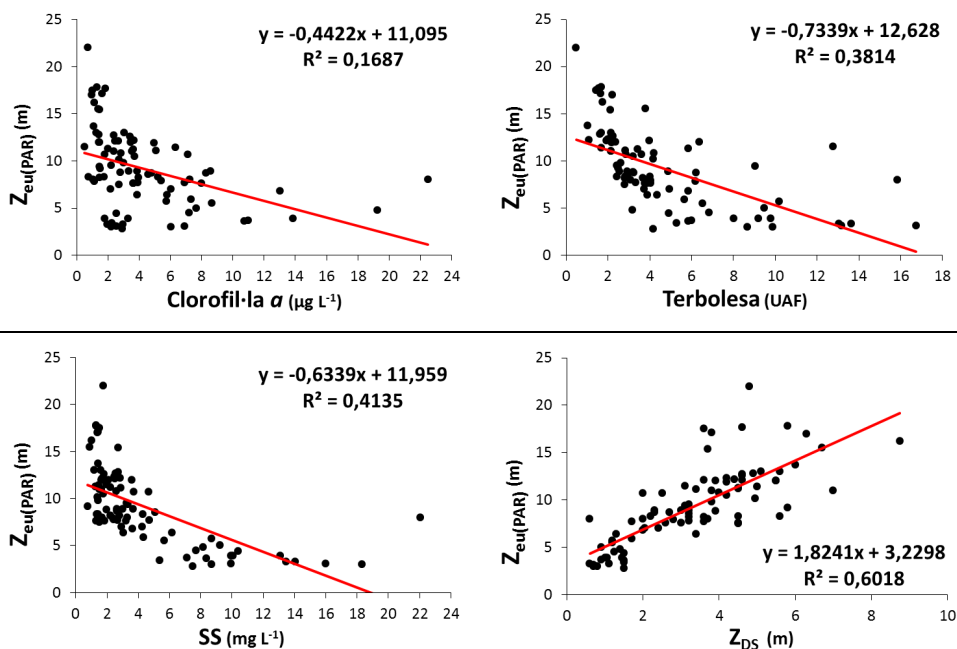 y = -0,4422x + 11,095
R² = 0,1687
Z_eu(PAR) (m)
25
20
15
10
5
0
0 2 4 6 8 10 12 14 16 18 20 22 24
Clorofil·la a (µg L⁻¹)
y = -0,7339x + 12,628
R² = 0,3814
Z_eu(PAR) (m)
25
20
15
10
5
0
0 2 4 6 8 10 12 14 16 18
Terbolesa (UAF)
y = -0,6339x + 11,959
R² = 0,4135
Z_eu(PAR) (m)
25
20
15
10
5
0
0 2 4 6 8 10 12 14 16 18 20 22 24
SS (mg L⁻¹)
Z_eu(PAR) (m)
25
20
15
10
5
0
y = 1,8241x + 3,2298
R² = 0,6018
0 2 4 6 8 10
Z_DS (m)